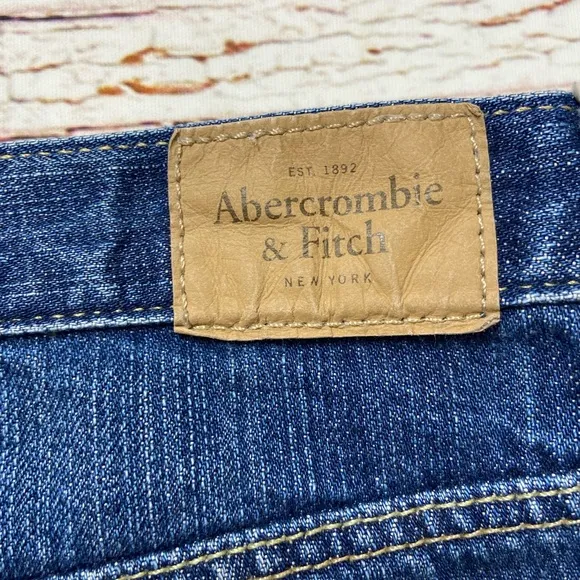 EST. 1892
Abercrombie
& Fitch
NEW YORK